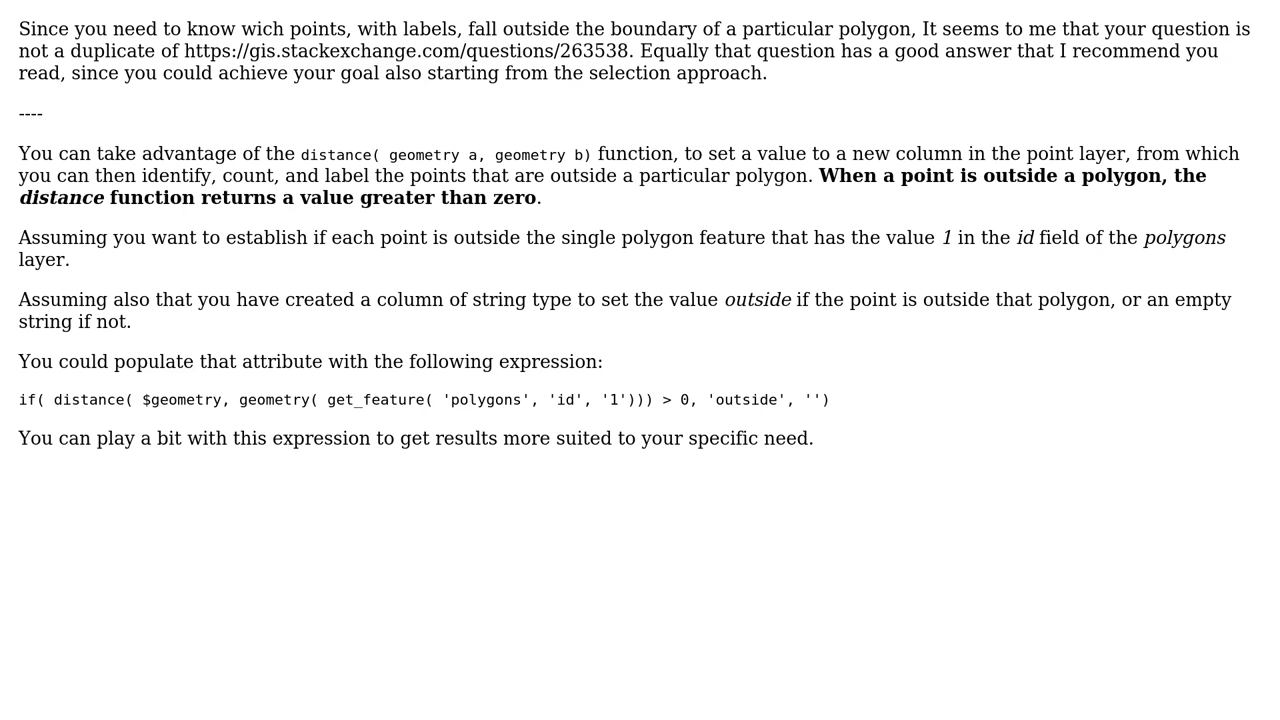 Since you need to know wich points, with labels, fall outside the boundary of a particular polygon, It seems to me that your question is
not a duplicate of https://gis.stackexchange.com/questions/263538. Equally that question has a good answer that I recommend you
read, since you could achieve your goal also starting from the selection approach.
----
You can take advantage of the distance( geometry a, geometry b) function, to set a value to a new column in the point layer, from which
you can then identify, count, and label the points that are outside a particular polygon. When a point is outside a polygon, the
distance function returns a value greater than zero.
Assuming you want to establish if each point is outside the single polygon feature that has the value 1 in the id field of the polygons
layer.
Assuming also that you have created a column of string type to set the value outside if the point is outside that polygon, or an empty
string if not.
You could populate that attribute with the following expression:
if( distance( $geometry, geometry( get_feature( 'polygons', 'id', '1'))) > 0, 'outside', '')
You can play a bit with this expression to get results more suited to your specific need.